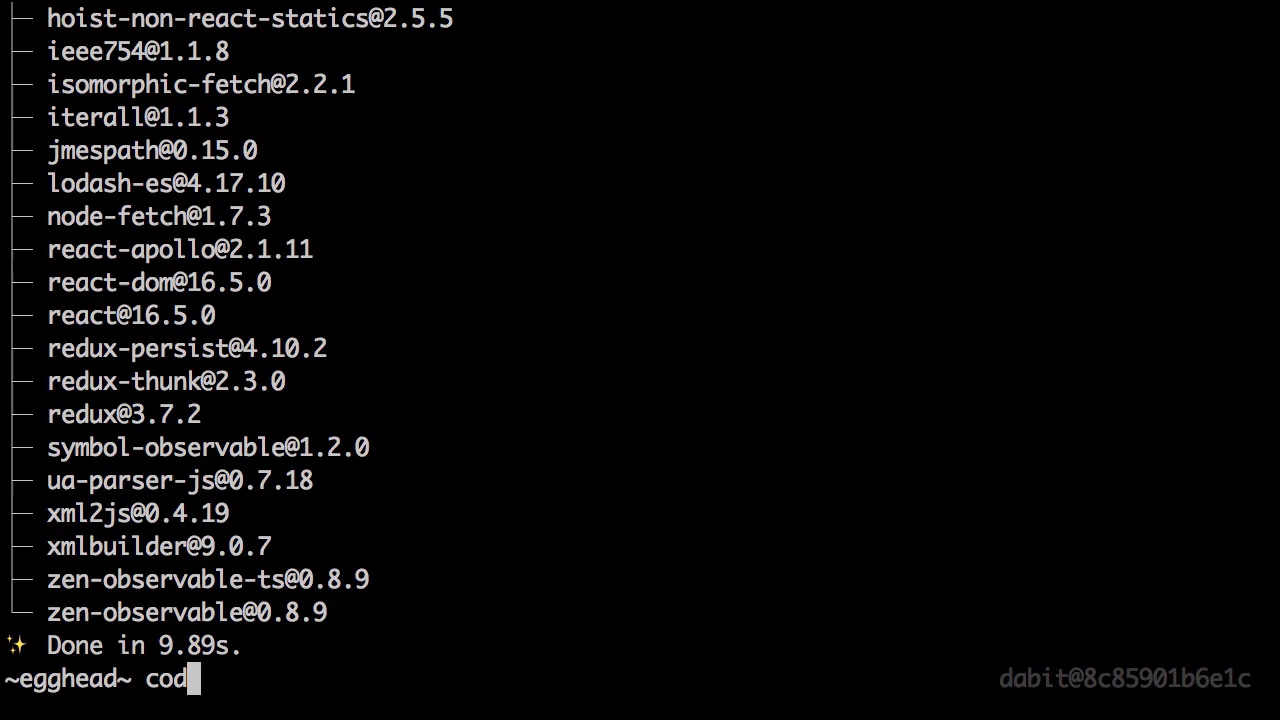 ├─ hoist-non-react-statics@2.5.5
├─ ieee754@1.1.8
├─ isomorphic-fetch@2.2.1
├─ iterall@1.1.3
├─ jmespath@0.15.0
├─ lodash-es@4.17.10
├─ node-fetch@1.7.3
├─ react-apollo@2.1.11
├─ react-dom@16.5.0
├─ react@16.5.0
├─ redux-persist@4.10.2
├─ redux-thunk@2.3.0
├─ redux@3.7.2
├─ symbol-observable@1.2.0
├─ ua-parser-js@0.7.18
├─ xml2js@0.4.19
├─ xmlbuilder@9.0.7
├─ zen-observable-ts@0.8.9
└─ zen-observable@0.8.9
✨ Done in 9.89s.
~egghead~ cod dabit@8c85901b6e1c